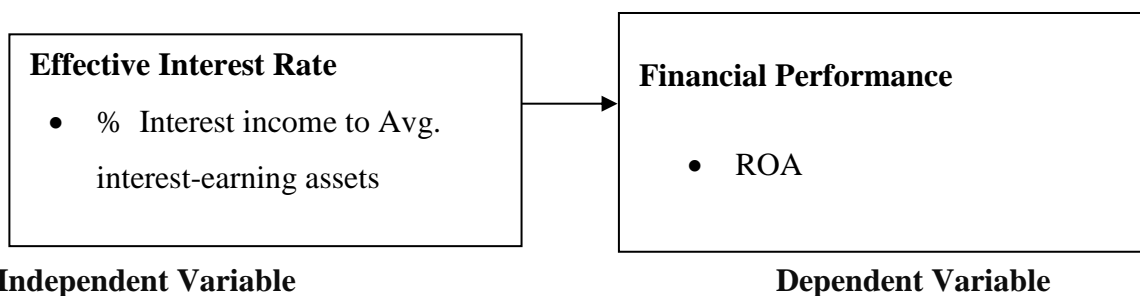 Effective Interest Rate
• % Interest income to Avg.
interest-earning assets
Financial Performance
• ROA
Independent Variable
Dependent Variable